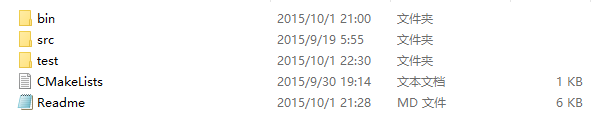 bin 2015/10/1 21:00 文件夹
src 2015/9/19 5:55 文件夹
test 2015/10/1 22:30 文件夹
CMakeLists 2015/9/30 19:14 文本文档 1 KB
Readme 2015/10/1 21:28 MD 文件 6 KB